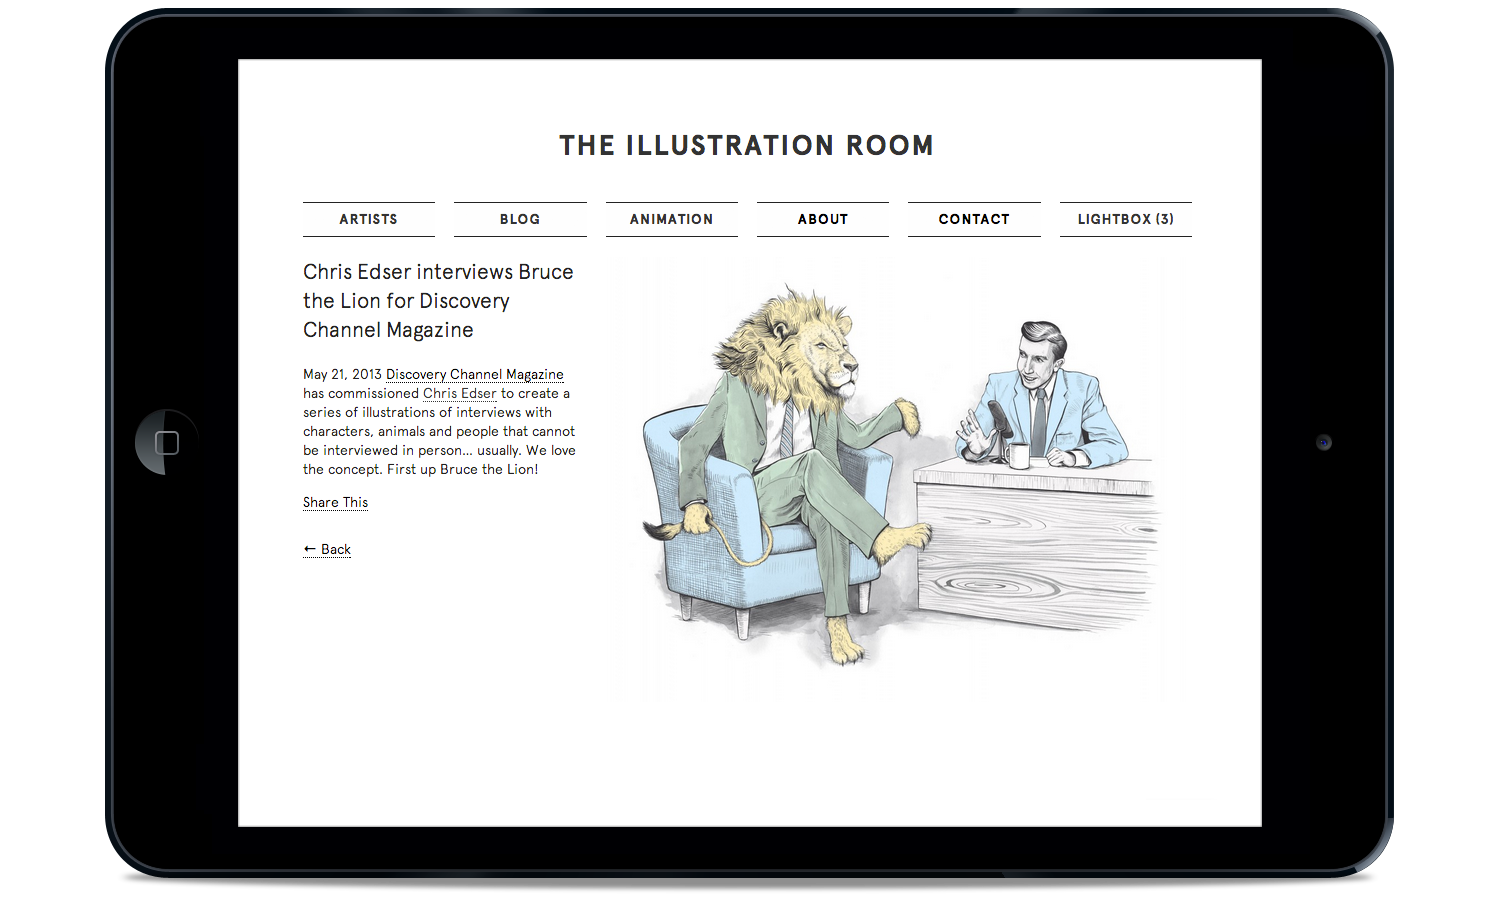 THE ILLUSTRATION ROOM
ARTISTS
BLOG
ANIMATION
ABOUT
CONTACT
LIGHTBOX (3)
Chris Edser interviews Bruce
the Lion for Discovery
Channel Magazine
May 21, 2013 Discovery Channel Magazine
has commissioned Chris Edser to create a
series of illustrations of interviews with
characters, animals and people that cannot
be interviewed in person... usually. We love
the concept. First up Bruce the Lion!
Share This
← Back